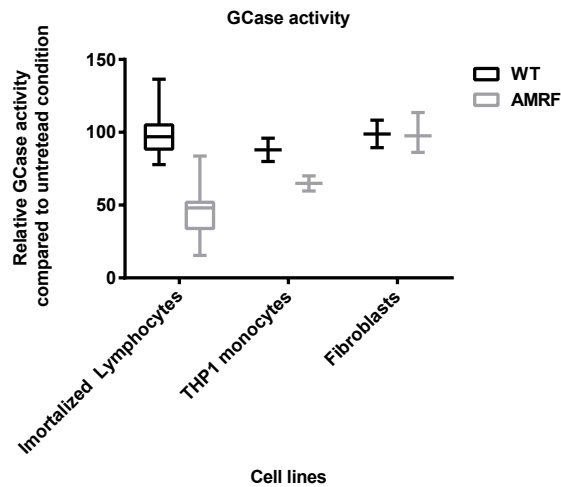 GCase activity
Relative GCase activity
compared to untretead condition
150
100
50
0
WT
AMRF
Imortalized Lymphocytes
THP1 monocytes
Fibroblasts
Cell lines